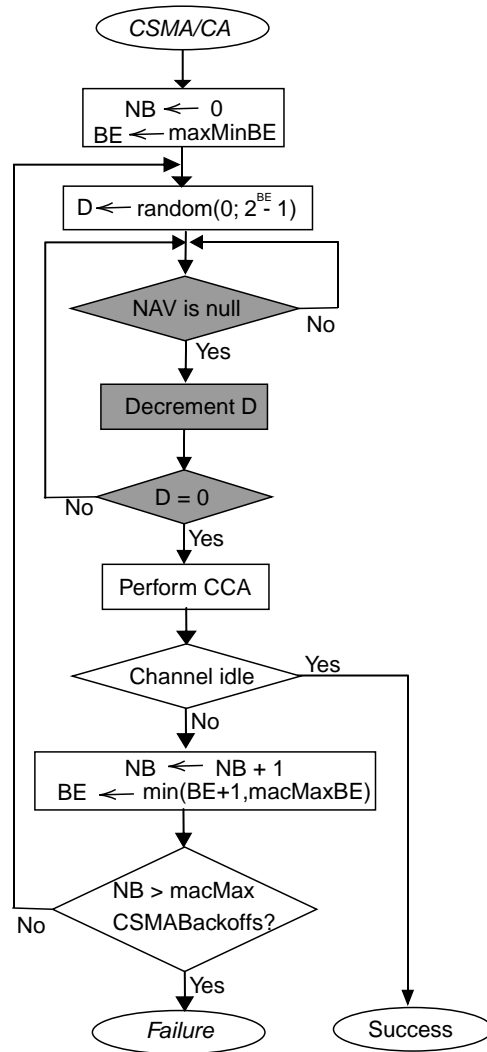 CSMA/CA
NB ← 0
BE ← maxMinBE
D ← random(0; 2^BE - 1)
NAV is null
No
Yes
Decrement D
D = 0
No
Yes
Perform CCA
Channel idle
Yes
No
NB ← NB + 1
BE ← min(BE+1,macMaxBE)
NB > macMax
CSMABackoffs?
No
Yes
Failure
Success